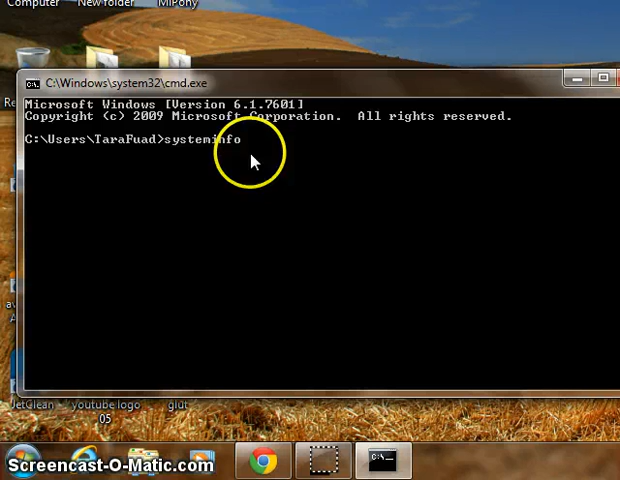 Computer New folder MiPony
C:\Windows\system32\cmd.exe
Microsoft Windows [Version 6.1.7601]
Copyright (c) 2009 Microsoft Corporation.  All rights reserved.
C:\Users\TaraFuad>systeminfo
JetClean youtube logo glut
05
C:\_
Screencast-O-Matic.com